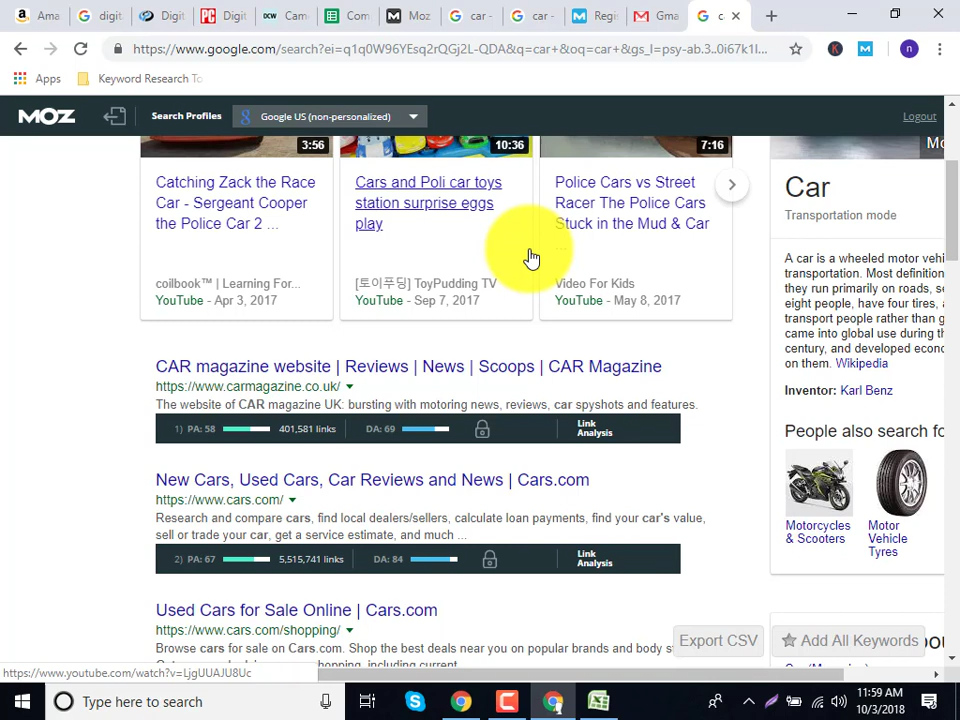 Ama
digit
Digit
Digit
Cam
Com
Moz
car -
car -
Regis
Gma
car
https://www.google.com/search?ei=q1q0W96YEsq2rQGj2L-QDA&q=car+&oq=car+&gs_l=psy-ab.3..0i67k1l...
Apps
Keyword Research To
MOZ
Search Profiles
Google US (non-personalized)
Logout
3:56
10:36
7:16
Mo
Catching Zack the Race
Car - Sergeant Cooper
the Police Car 2 ...
coilbook™ | Learning For...
YouTube - Apr 3, 2017
Cars and Poli car toys
station surprise eggs
play
[토이푸딩] ToyPudding TV
YouTube - Sep 7, 2017
Police Cars vs Street
Racer The Police Cars
Stuck in the Mud & Car
...
Video For Kids
YouTube - May 8, 2017
Car
Transportation mode
A car is a wheeled motor vehi
transportation. Most definition
they run primarily on roads, se
eight people, have four tires, a
transport people rather than g
came into global use during th
century, and developed econo
on them. Wikipedia
Inventor: Karl Benz
People also search fo
Motorcycles
& Scooters
Motor
Vehicle
Tyres
CAR magazine website | Reviews | News | Scoops | CAR Magazine
https://www.carmagazine.co.uk/
The website of CAR magazine UK: bursting with motoring news, reviews, car spyshots and features.
1) PA: 58 401,581 links DA: 69 Link Analysis
New Cars, Used Cars, Car Reviews and News | Cars.com
https://www.cars.com/
Research and compare cars, find local dealers/sellers, calculate loan payments, find your car's value,
sell or trade your car, get a service estimate, and much ...
2) PA: 67 5,515,741 links DA: 84 Link Analysis
Used Cars for Sale Online | Cars.com
https://www.cars.com/shopping/
Browse cars for sale on Cars.com. Shop the best deals near you on popular brands and body s
Export CSV
Add All Keywords
https://www.youtube.com/watch?v=LjgUUAJU8Uc
Type here to search
11:59 AM
10/3/2018